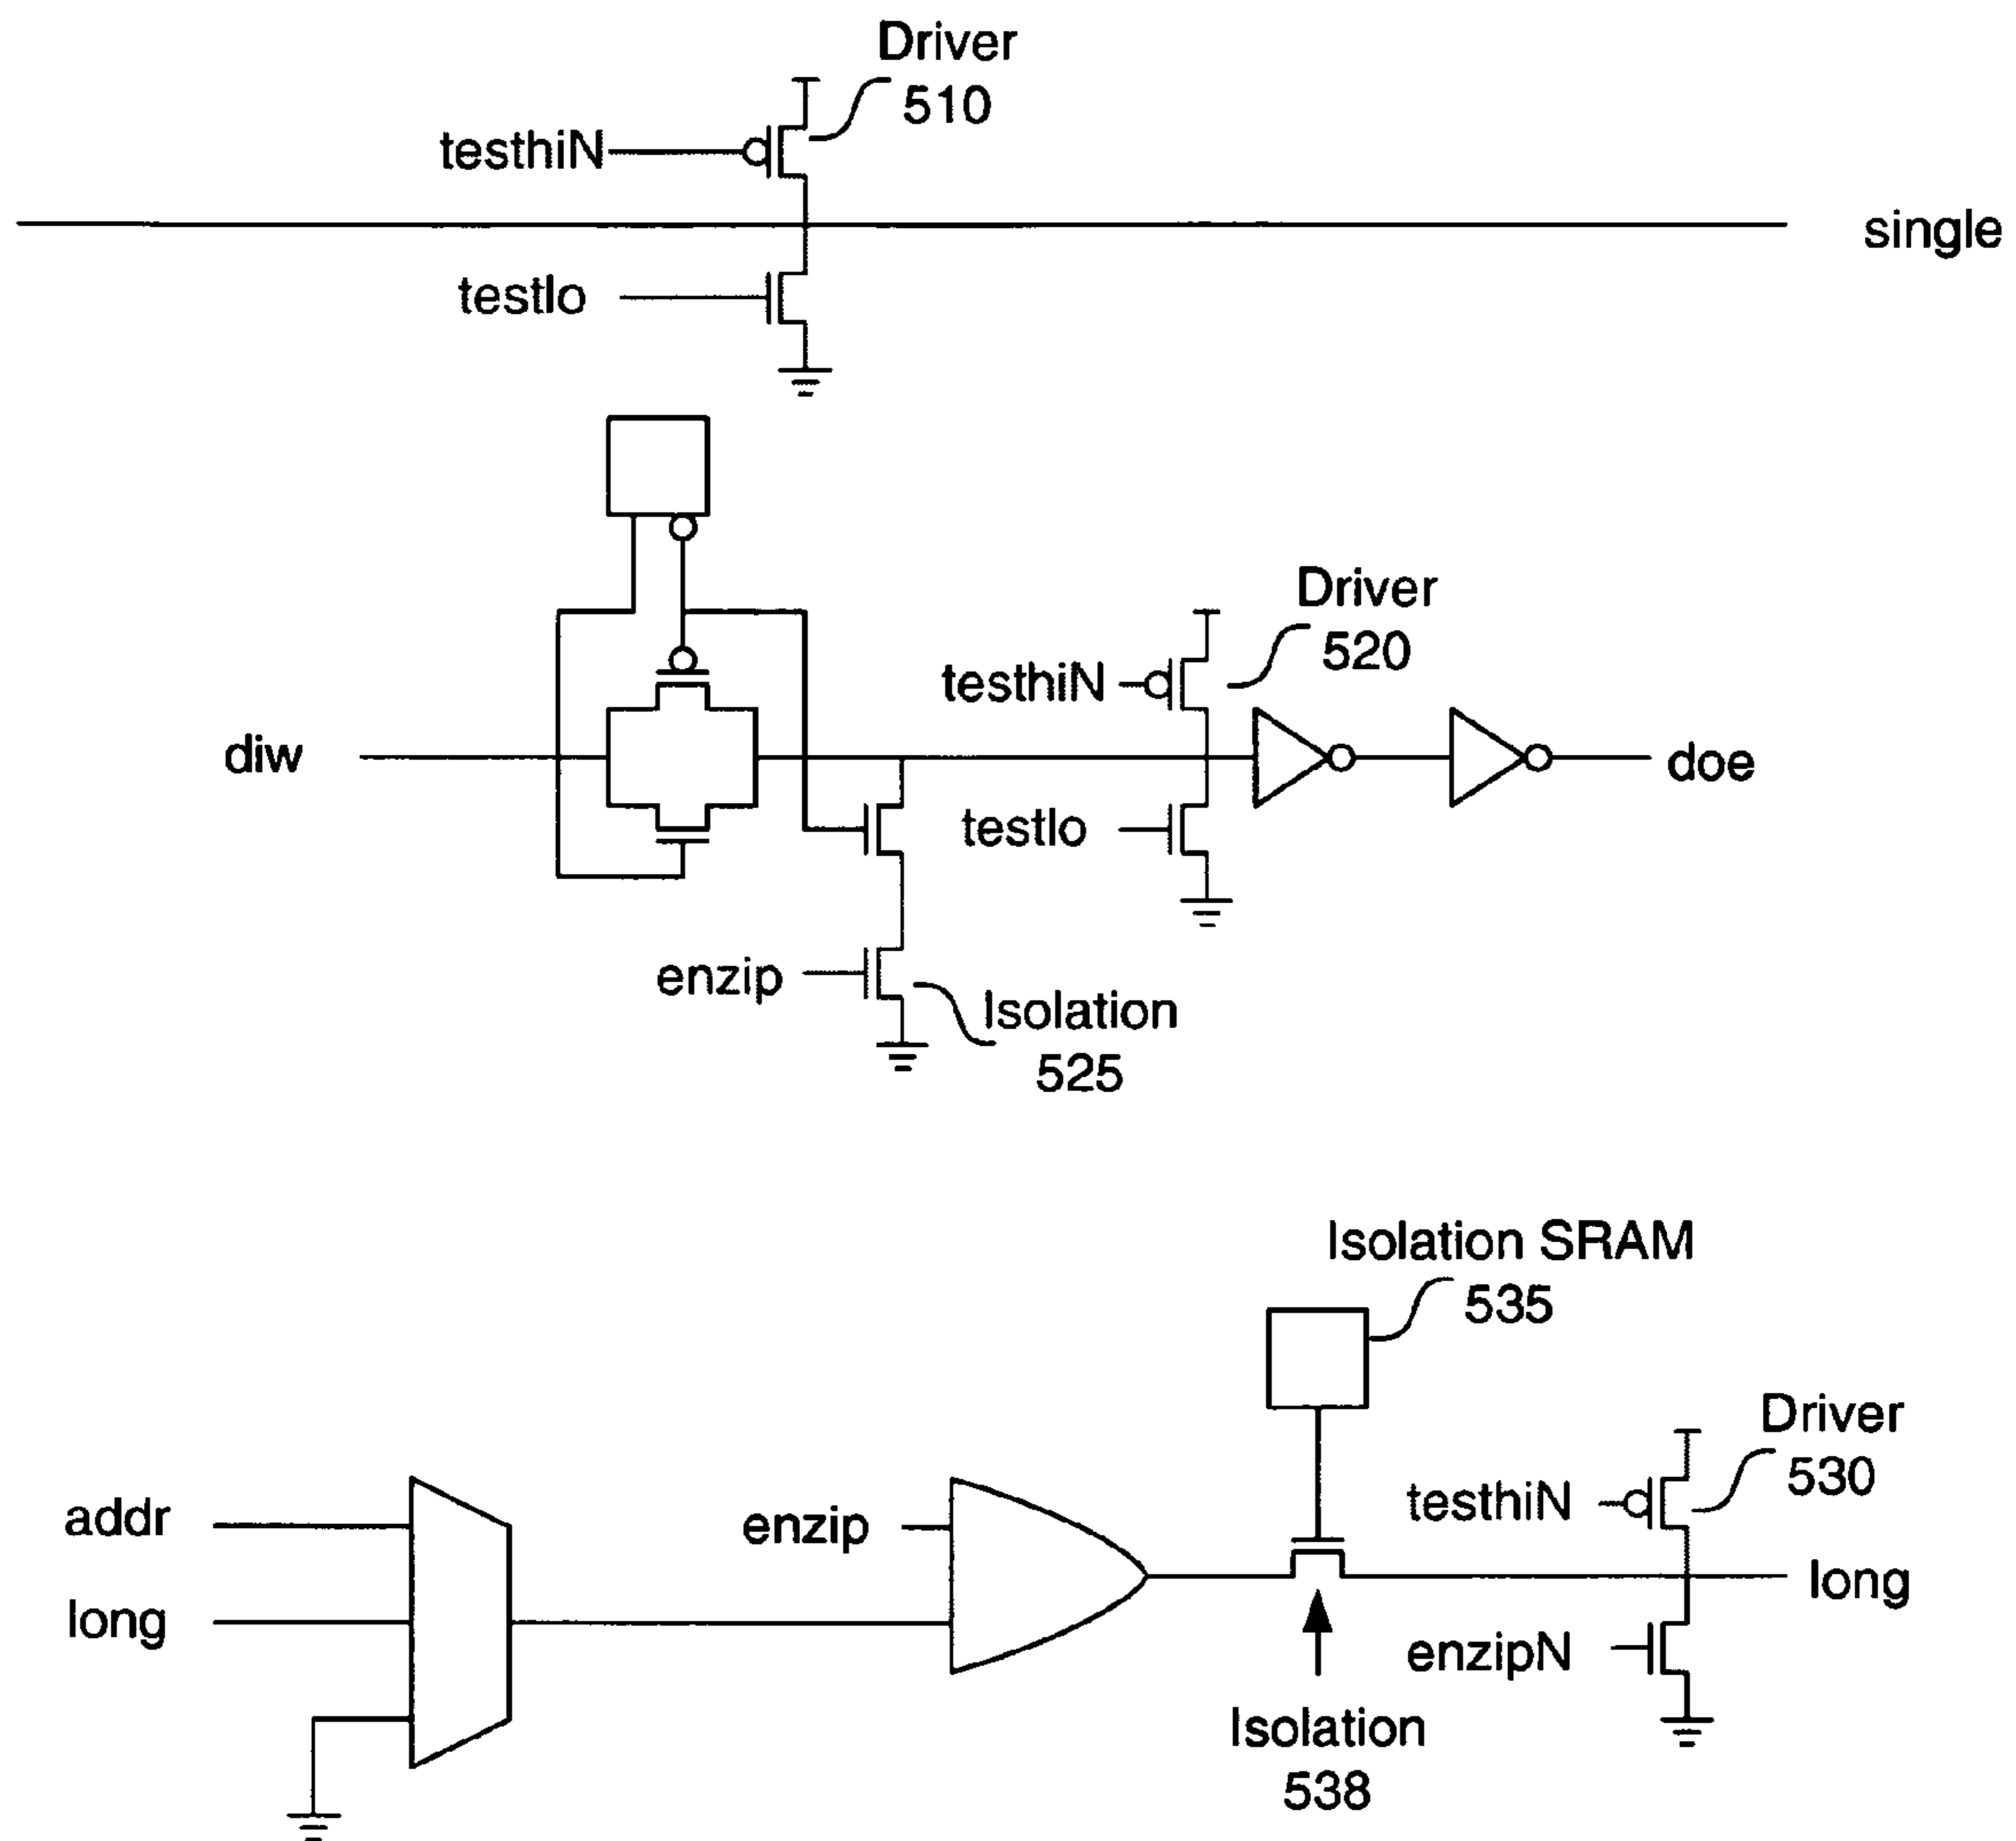 Driver
510
testhiN
single
testlo
Driver
520
testhiN
diw
doe
testlo
enzip
Isolation
525
Isolation SRAM
535
Driver
530
testhiN
addr
enzip
long
long
enzipN
Isolation
538